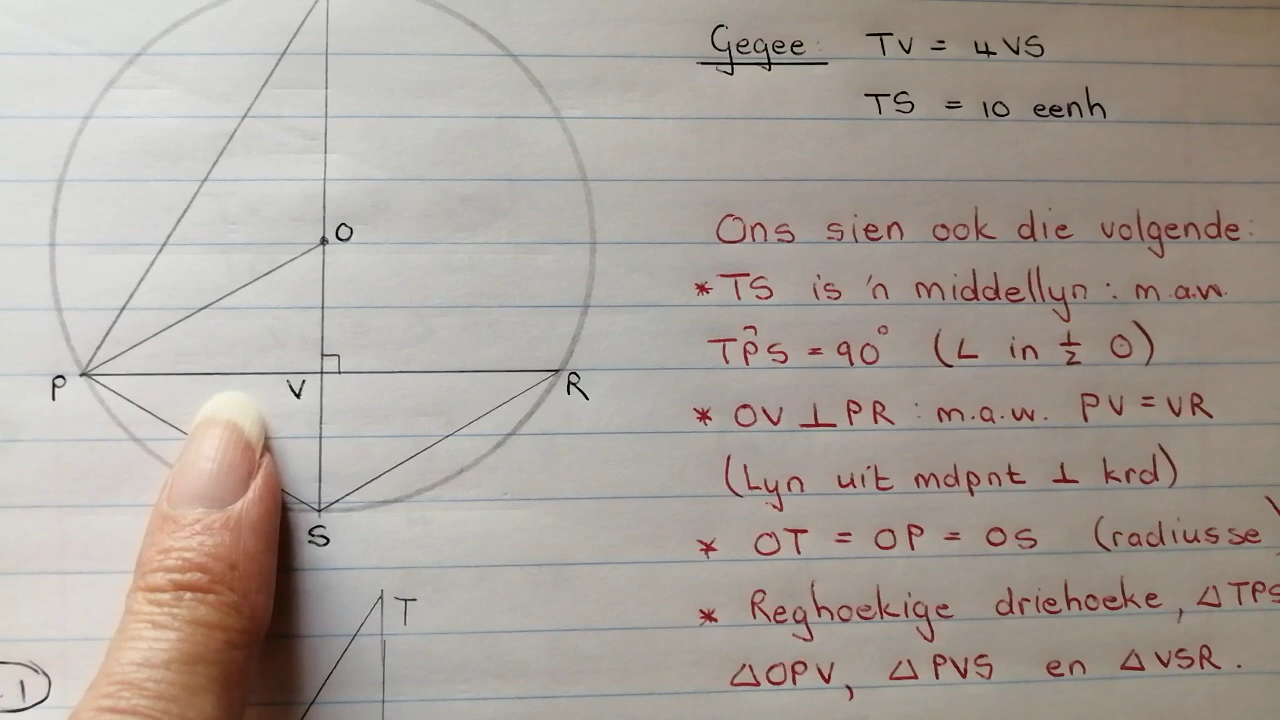 Gegee: TV = 4VS
TS = 10 eenh
Ons sien ook die volgende:
* TS is 'n middellyn: m.a.w.
TP̂S = 90° (L in ½ O)
* OV ⊥ PR : m.a.w. PV = VR
(Lyn uit mdpnt ⊥ krd)
* OT = OP = OS (radiusse)
* Reghoekige driehoeke, △TPS
△OPV, △PVS en △VSR.
O
P
V
R
S
T
.1